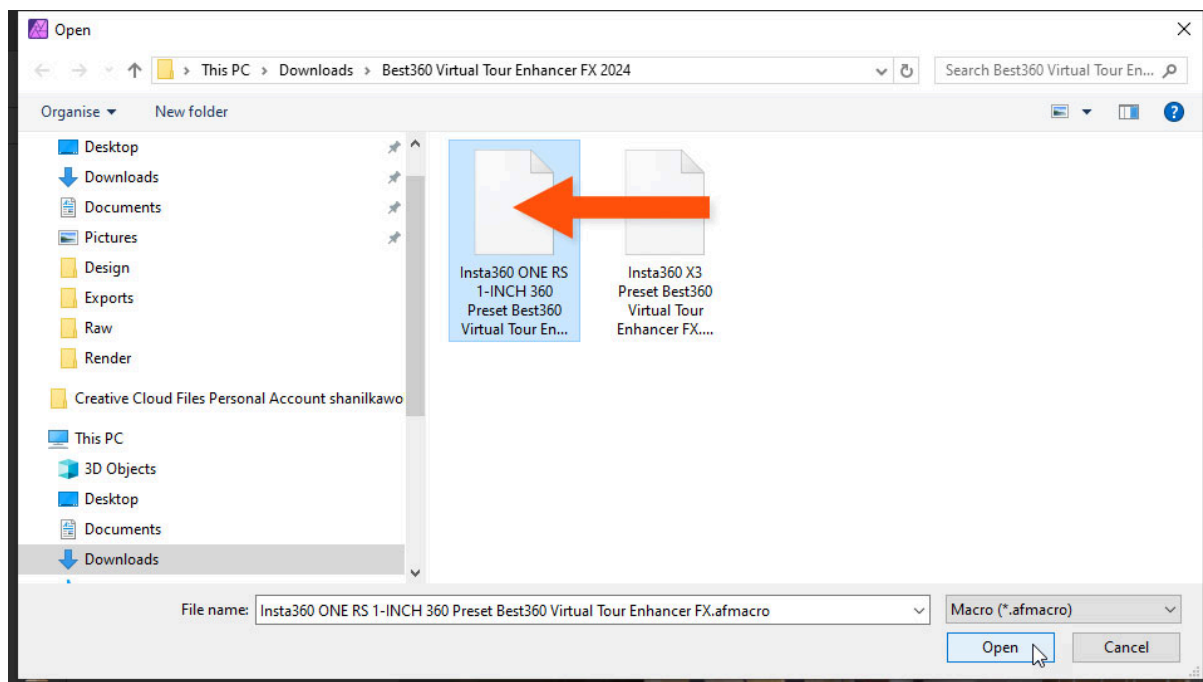 Open
This PC > Downloads > Best360 Virtual Tour Enhancer FX 2024
Search Best360 Virtual Tour En...
Organise
New folder
Desktop
Downloads
Documents
Pictures
Design
Exports
Raw
Render
Creative Cloud Files Personal Account shanilkawo
This PC
3D Objects
Desktop
Documents
Downloads
Insta360 ONE RS
1-INCH 360
Preset Best360
Virtual Tour En...
Insta360 X3
Preset Best360
Virtual Tour
Enhancer FX....
File name:
Insta360 ONE RS 1-INCH 360 Preset Best360 Virtual Tour Enhancer FX.afmacro
Macro (*.afmacro)
Open
Cancel